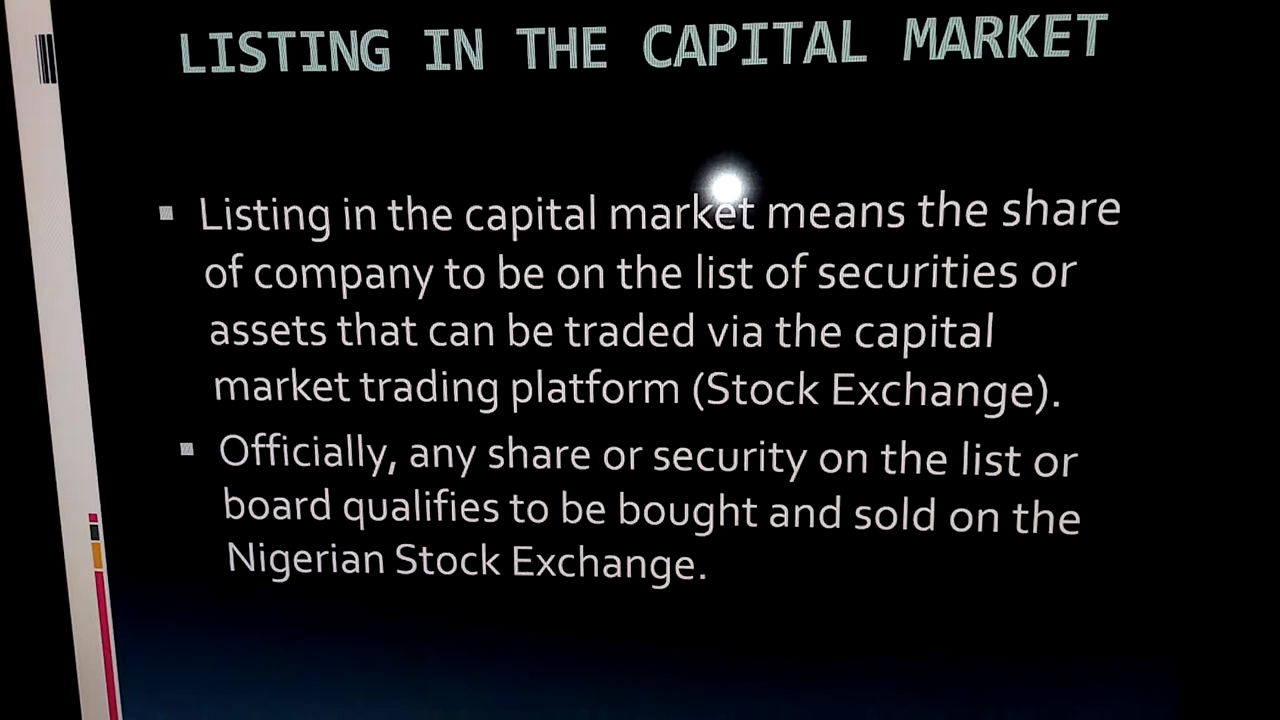 LISTING IN THE CAPITAL MARKET
Listing in the capital market means the share
of company to be on the list of securities or
assets that can be traded via the capital
market trading platform (Stock Exchange).
Officially, any share or security on the list or
board qualifies to be bought and sold on the
Nigerian Stock Exchange.